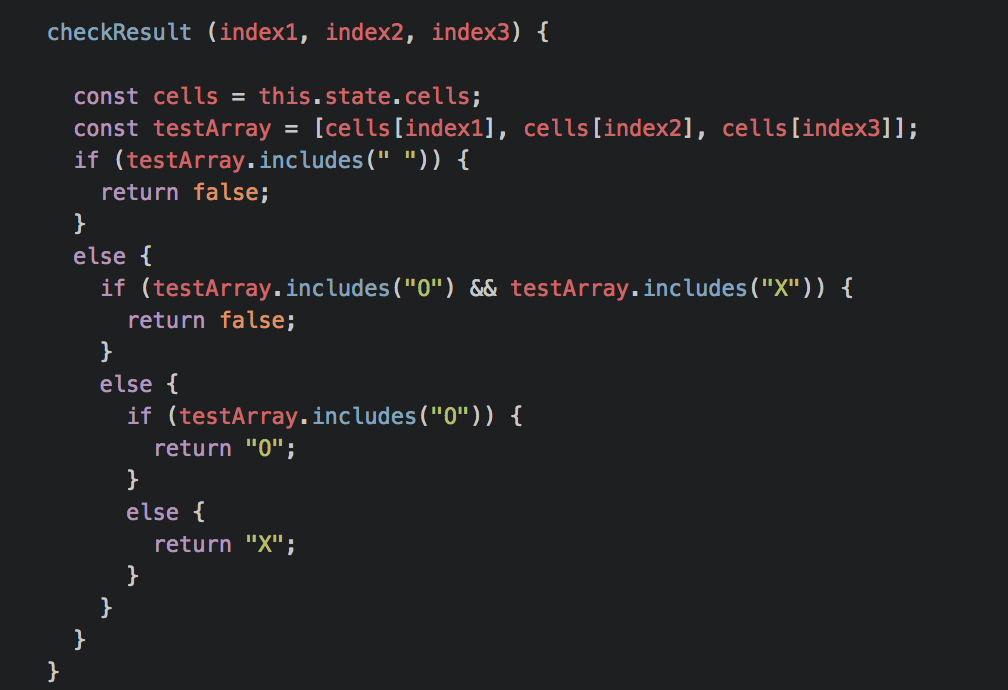 checkResult (index1, index2, index3) {

  const cells = this.state.cells;
  const testArray = [cells[index1], cells[index2], cells[index3]];
  if (testArray.includes(" ")) {
    return false;
  }
  else {
    if (testArray.includes("O") && testArray.includes("X")) {
      return false;
    }
    else {
      if (testArray.includes("O")) {
        return "O";
      }
      else {
        return "X";
      }
    }
  }
}